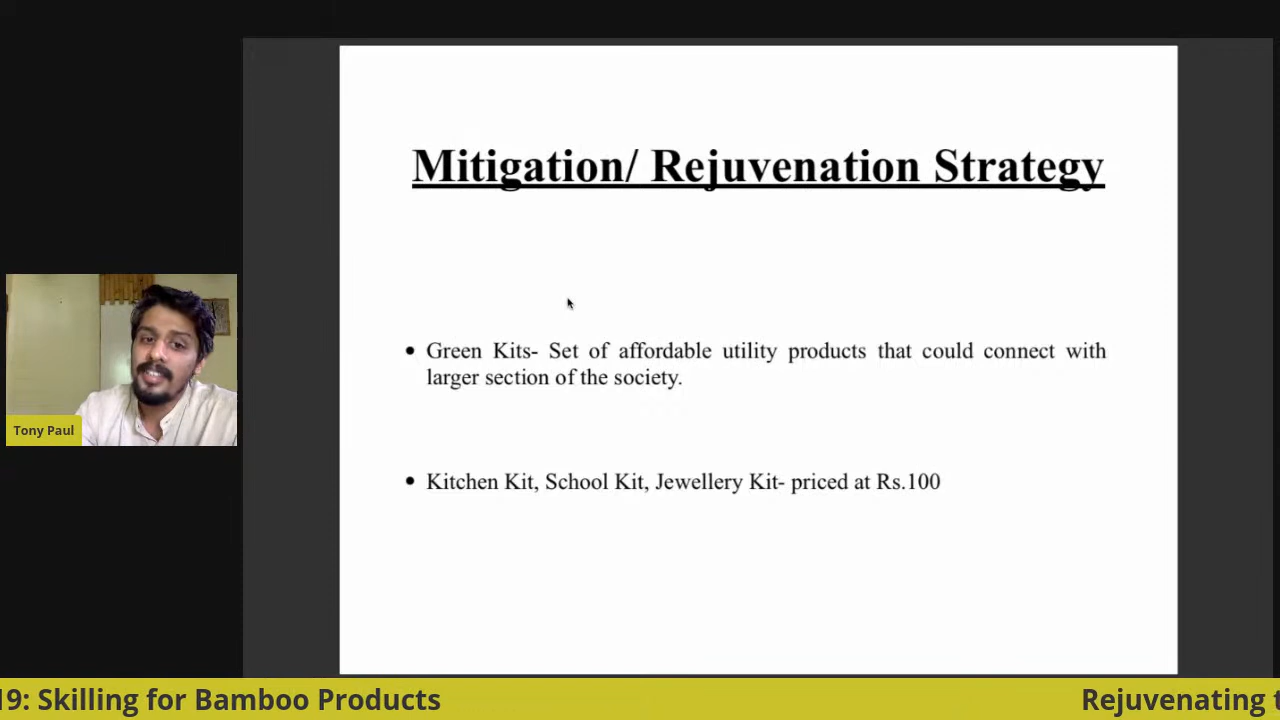 Mitigation/ Rejuvenation Strategy
• Green Kits- Set of affordable utility products that could connect with
larger section of the society.
• Kitchen Kit, School Kit, Jewellery Kit- priced at Rs.100
Tony Paul
19: Skilling for Bamboo Products
Rejuvenating